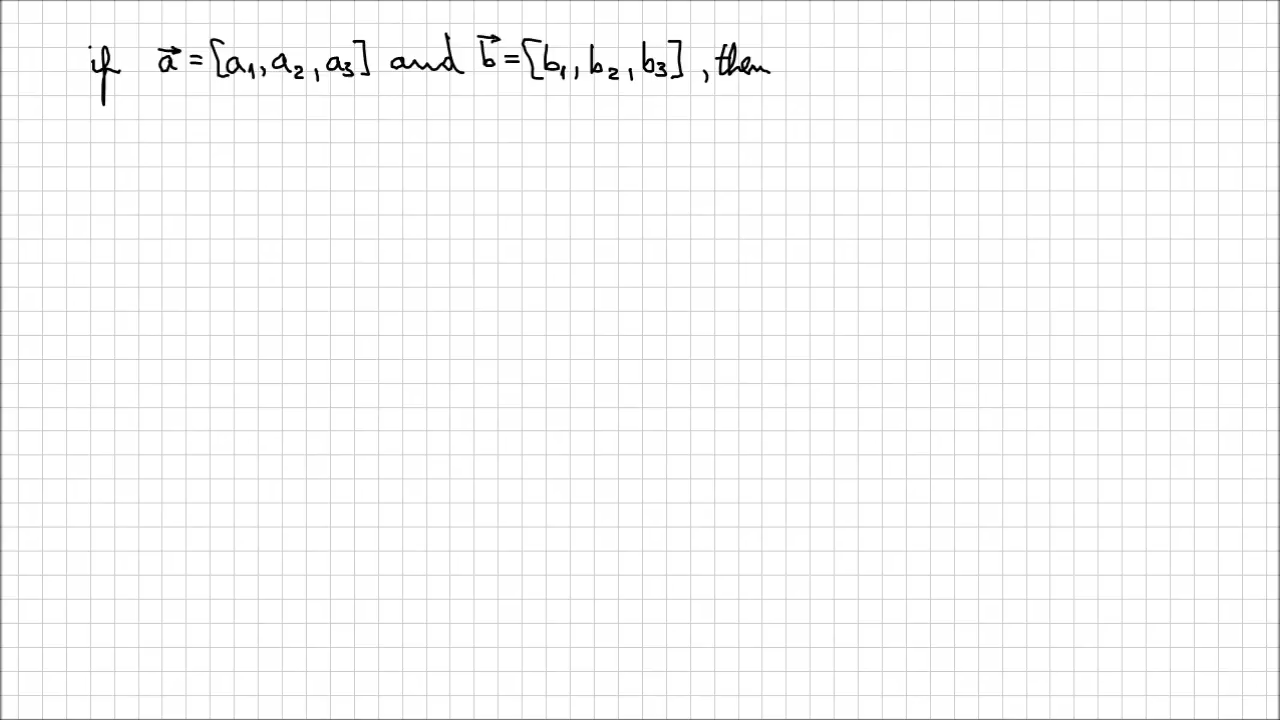 if a⃗ = [a₁, a₂, a₃] and b⃗ = [b₁, b₂, b₃], then